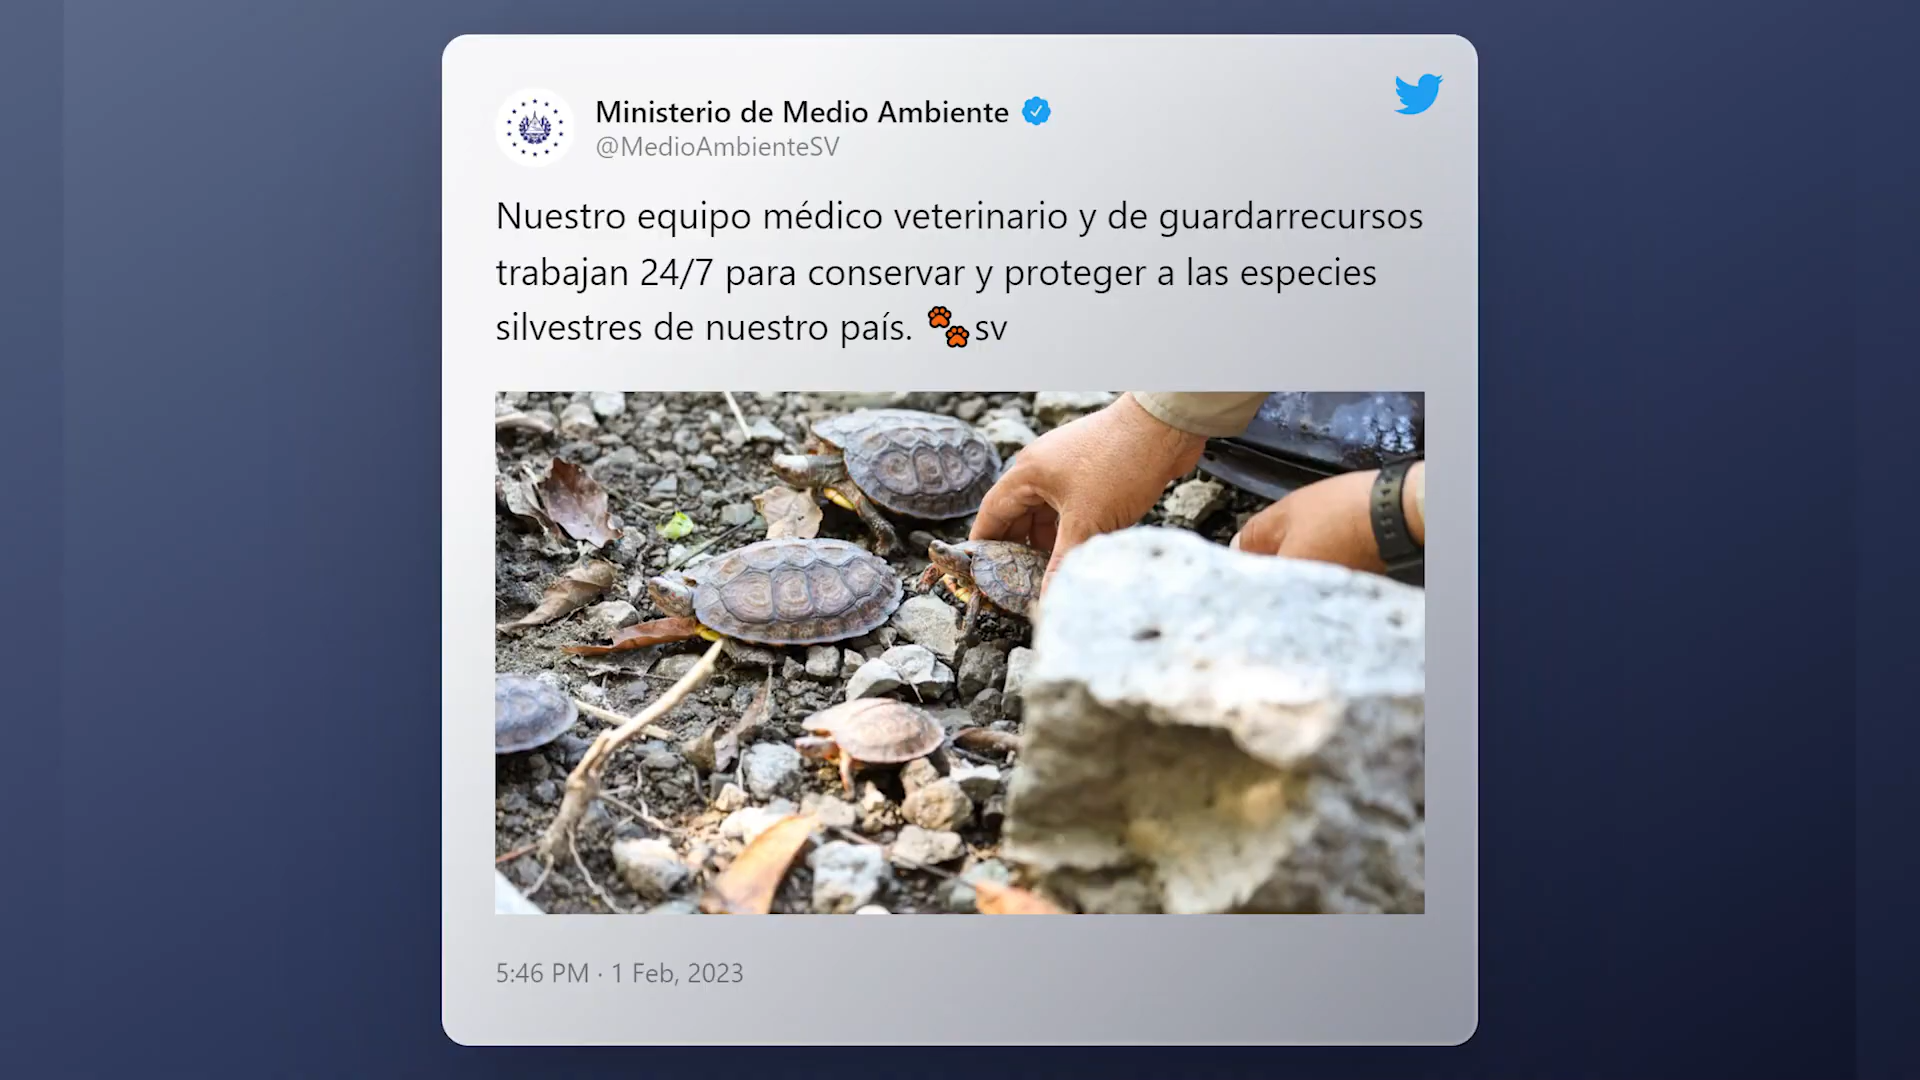 Ministerio de Medio Ambiente
@MedioAmbienteSV
Nuestro equipo médico veterinario y de guardarrecursos
trabajan 24/7 para conservar y proteger a las especies
silvestres de nuestro país. 🐾sv
5:46 PM · 1 Feb, 2023